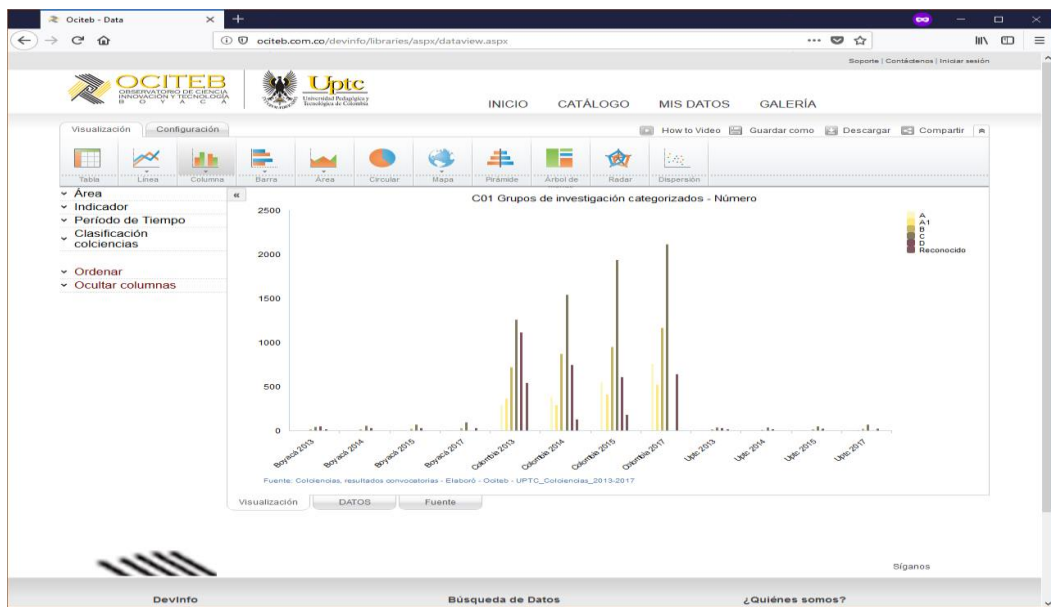 Ociteb - Data
ociteb.com.co/devinfo/libraries/aspx/dataview.aspx
Soporte | Contáctenos | Iniciar sesión
OCITEB
OBSERVATORIO DE CIENCIA
INNOVACIÓN Y TECNOLOGÍA
B O Y A C Á
Uptc
Universidad Pedagógica y
Tecnológica de Colombia
INICIO CATÁLOGO MIS DATOS GALERÍA
Visualización Configuración
How to Video Guardar como Descargar Compartir
Tabla Línea Columna Barra Área Circular Mapa Pirámide Árbol de Radar Dispersión
Área
Indicador
Período de Tiempo
Clasificación
colciencias
Ordenar
Ocultar columnas
C01 Grupos de investigación categorizados - Número
A
A1
B
C
D
Reconocido
2500
2000
1500
1000
500
0
Boyacá 2013 Boyacá 2014 Boyacá 2015 Boyacá 2017 Colombia 2013 Colombia 2014 Colombia 2015 Colombia 2017 Uptc 2013 Uptc 2014 Uptc 2015 Uptc 2017
Fuente: Colciencias, resultados convocatorias - Elaboró - Ociteb - UPTC_Colciencias_2013-2017
Visualización DATOS Fuente
Síganos
DevInfo Búsqueda de Datos ¿Quiénes somos?